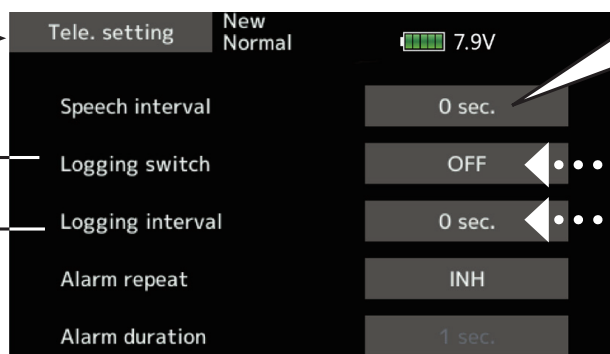 Tele. setting
New
Normal
7.9V
Speech interval
0 sec.
Logging switch
OFF
Logging interval
0 sec.
Alarm repeat
INH
Alarm duration
1 sec.